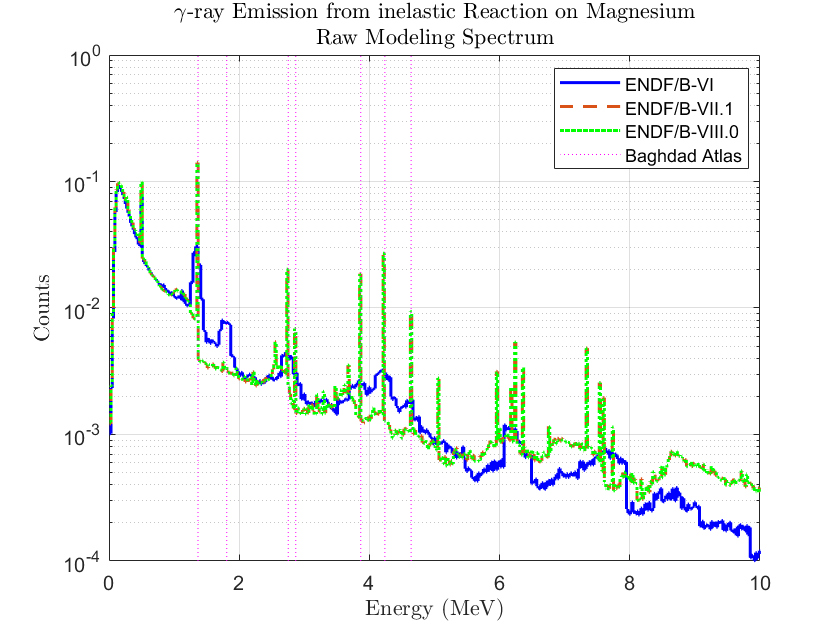 γ-ray Emission from inelastic Reaction on Magnesium
Raw Modeling Spectrum
10^0
10^-1
10^-2
10^-3
10^-4
Counts
ENDF/B-VI
ENDF/B-VII.1
ENDF/B-VIII.0
Baghdad Atlas
0 2 4 6 8 10
Energy (MeV)